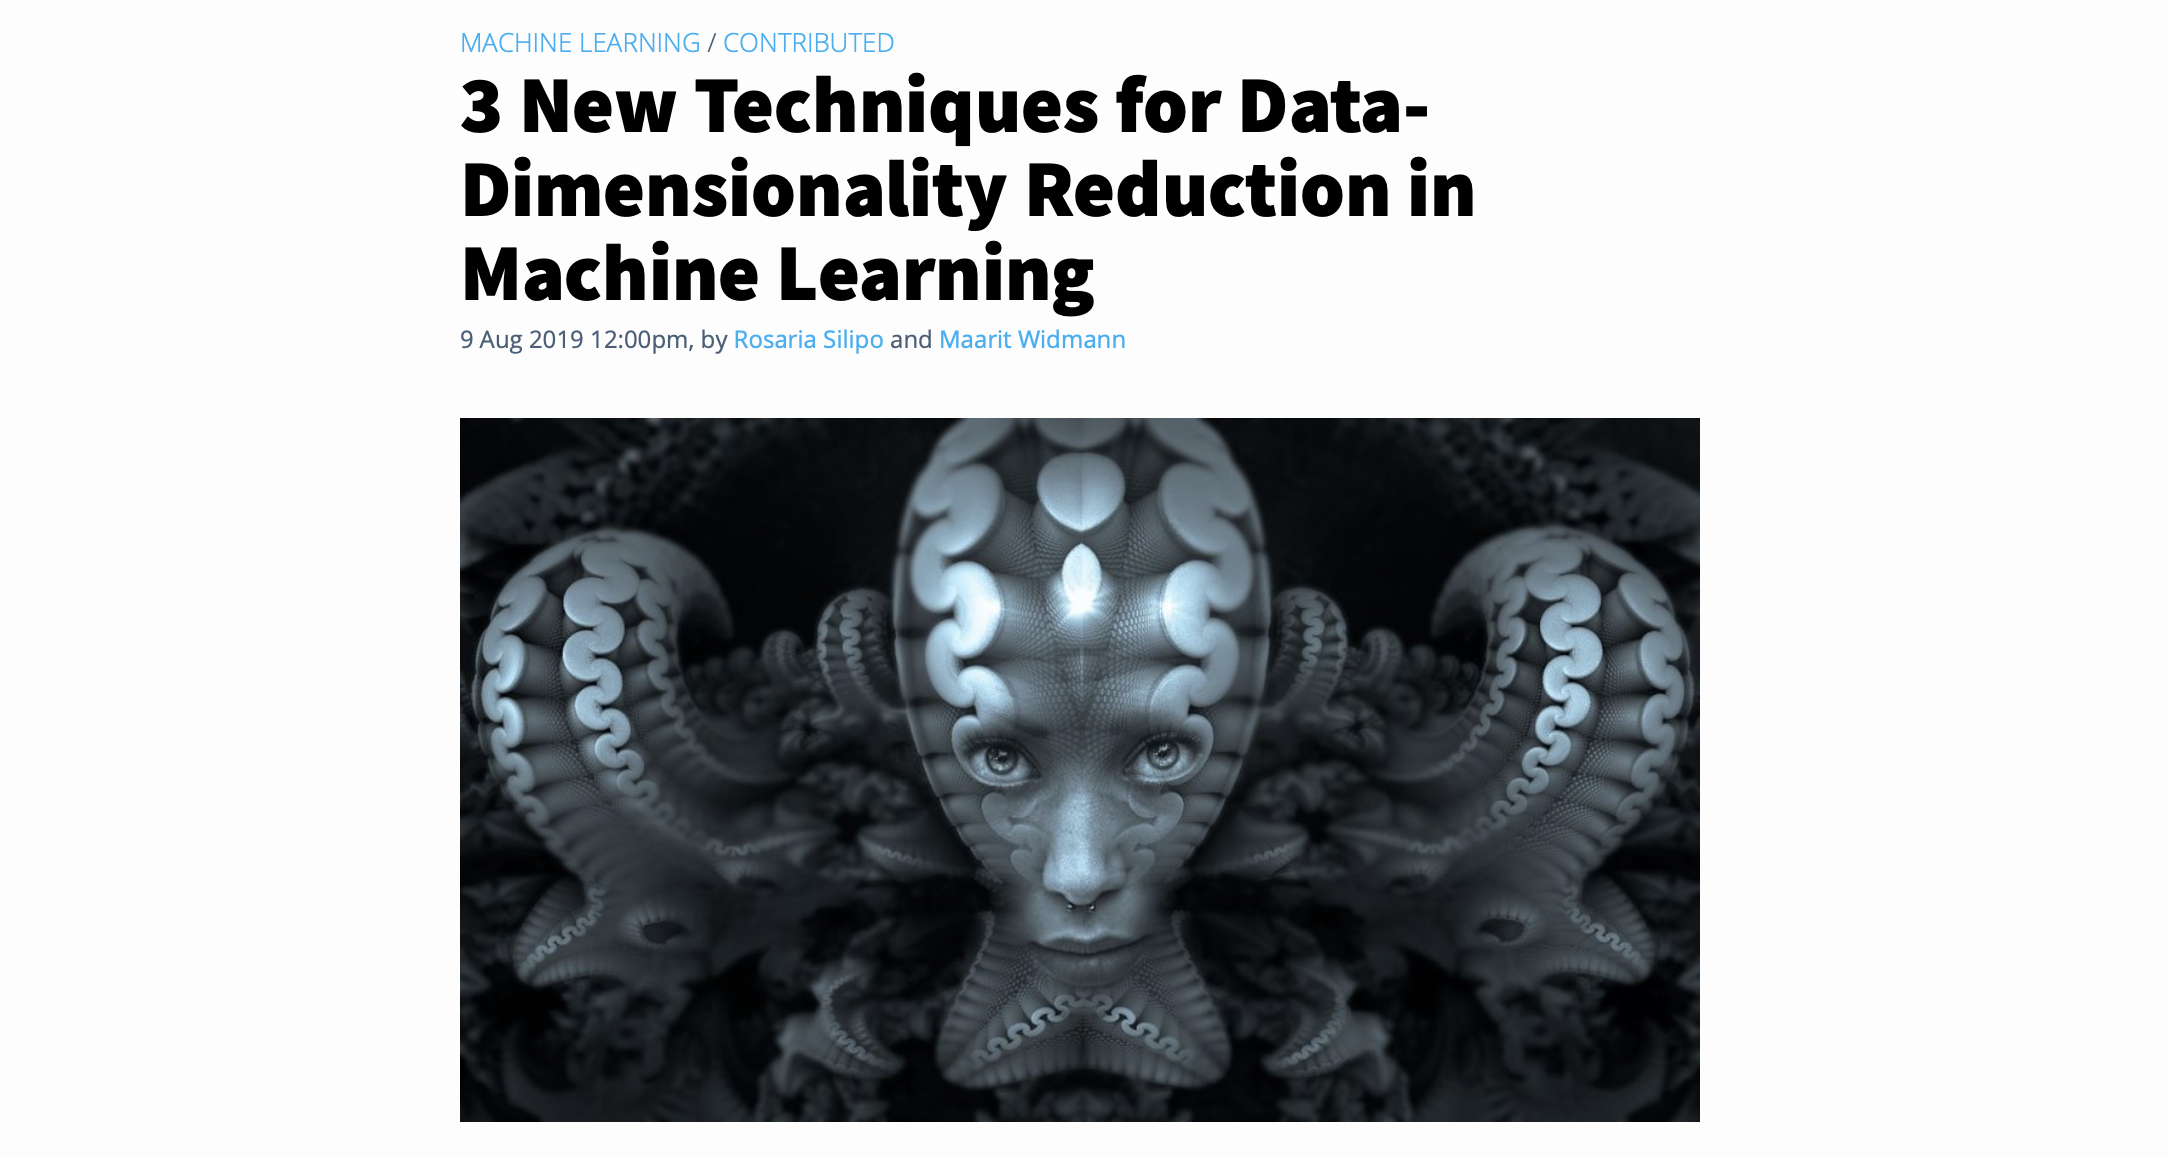 MACHINE LEARNING / CONTRIBUTED
3 New Techniques for Data-
Dimensionality Reduction in
Machine Learning
9 Aug 2019 12:00pm, by Rosaria Silipo and Maarit Widmann